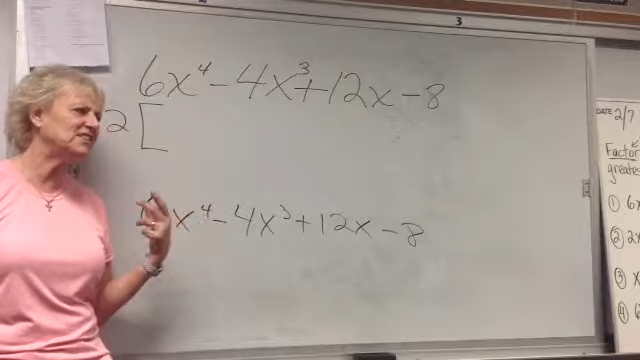 3
6x⁴ - 4x³ + 12x - 8
2 [
x⁴ - 4x³ + 12x - 8
DATE 2/7
Factor
greates
① 6x
② 2x
③ x
④ 6